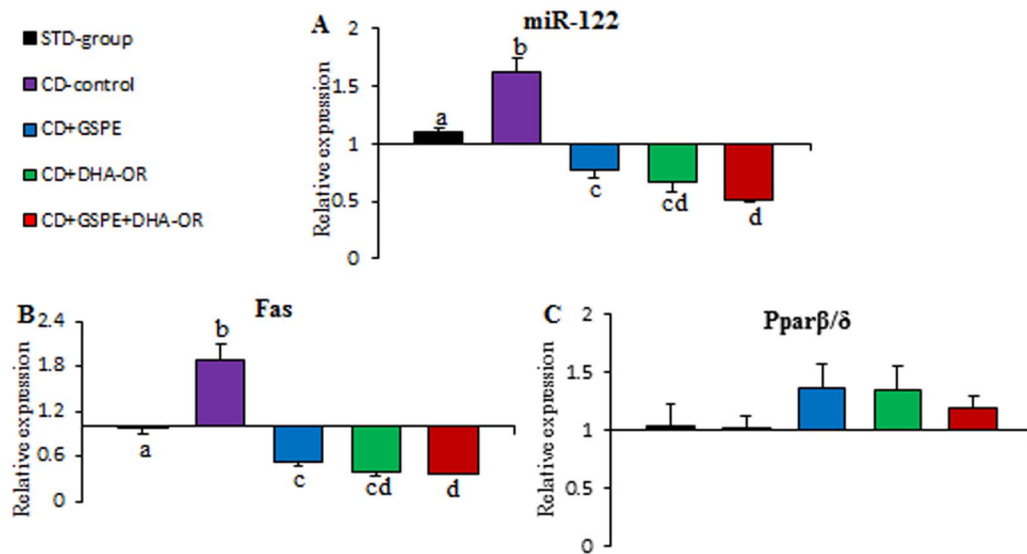 STD-group
CD-control
CD+GSPE
CD+DHA-OR
CD+GSPE+DHA-OR
A
miR-122
Relative expression
2
1.5
1
0.5
0
a
b
c
cd
d
B
Fas
Relative expression
2.4
1.8
1.2
0.6
0
a
b
c
cd
d
C
Pparβ/δ
Relative expression
2
1.5
1
0.5
0